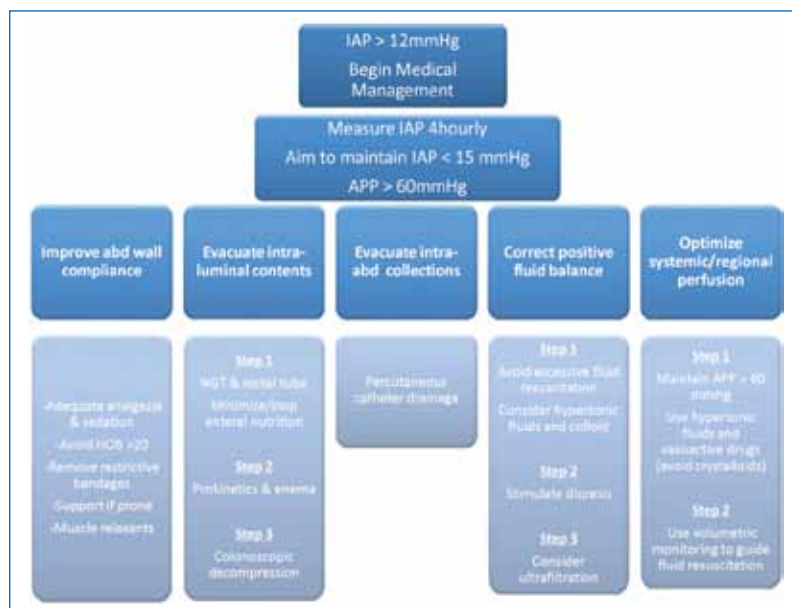 IAP > 12mmHg
Begin Medical
Management
Measure IAP 4hourly
Aim to maintain IAP < 15 mmHg
APP > 60mmHg
Improve abd wall
compliance
Evacuate intra-
luminal contents
Evacuate intra-
abd collections
Correct positive
fluid balance
Optimize
systemic/regional
perfusion
-Adequate analgesia
& sedation
-Avoid HOB >20
-Remove restrictive
bandages
-Support if prone
-Muscle relaxants
Step 1
NGT & rectal tube
Minimize/stop
enteral nutrition
Step 2
Prokinetics & enema
Step 3
Colonoscopic
decompression
Percutaneous
catheter drainage
Step 1
Avoid excessive fluid
resuscitation
Consider hypertonic
fluids and colloid
Step 2
Stimulate diuresis
Step 3
Consider
ultrafiltration
Step 1
Maintain APP > 60
mmHg
Use hypertonic
fluids and
vasoactive drugs
(avoid crystalloids)
Step 2
Use volumetric
monitoring to guide
fluid resuscitation